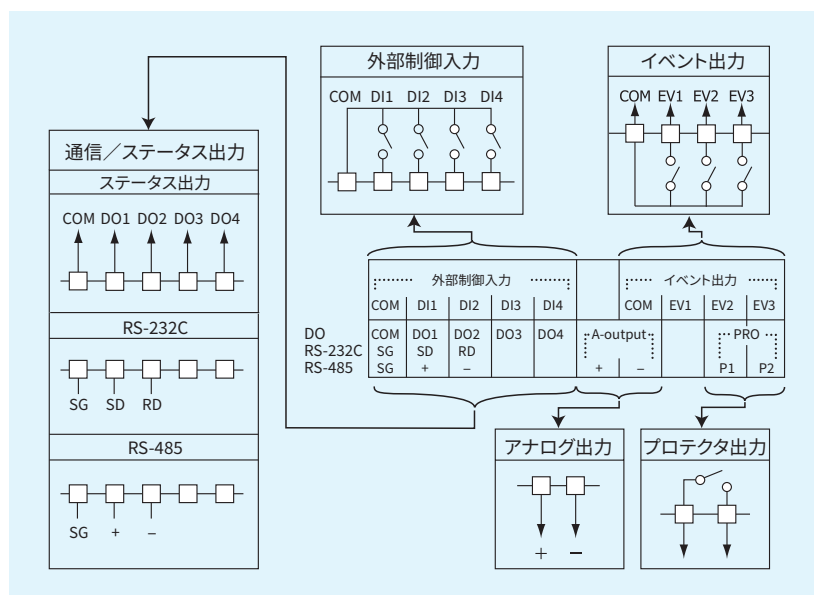 外部制御入力
COM DI1 DI2 DI3 DI4
イベント出力
COM EV1 EV2 EV3
通信／ステータス出力
ステータス出力
COM DO1 DO2 DO3 DO4
RS-232C
SG SD RD
RS-485
SG + −
外部制御入力 イベント出力
COM DI1 DI2 DI3 DI4 COM EV1 EV2 EV3
DO COM DO1 DO2 DO3 DO4 A-output PRO
RS-232C SG SD RD
RS-485 SG + − + − P1 P2
アナログ出力
+ −
プロテクタ出力